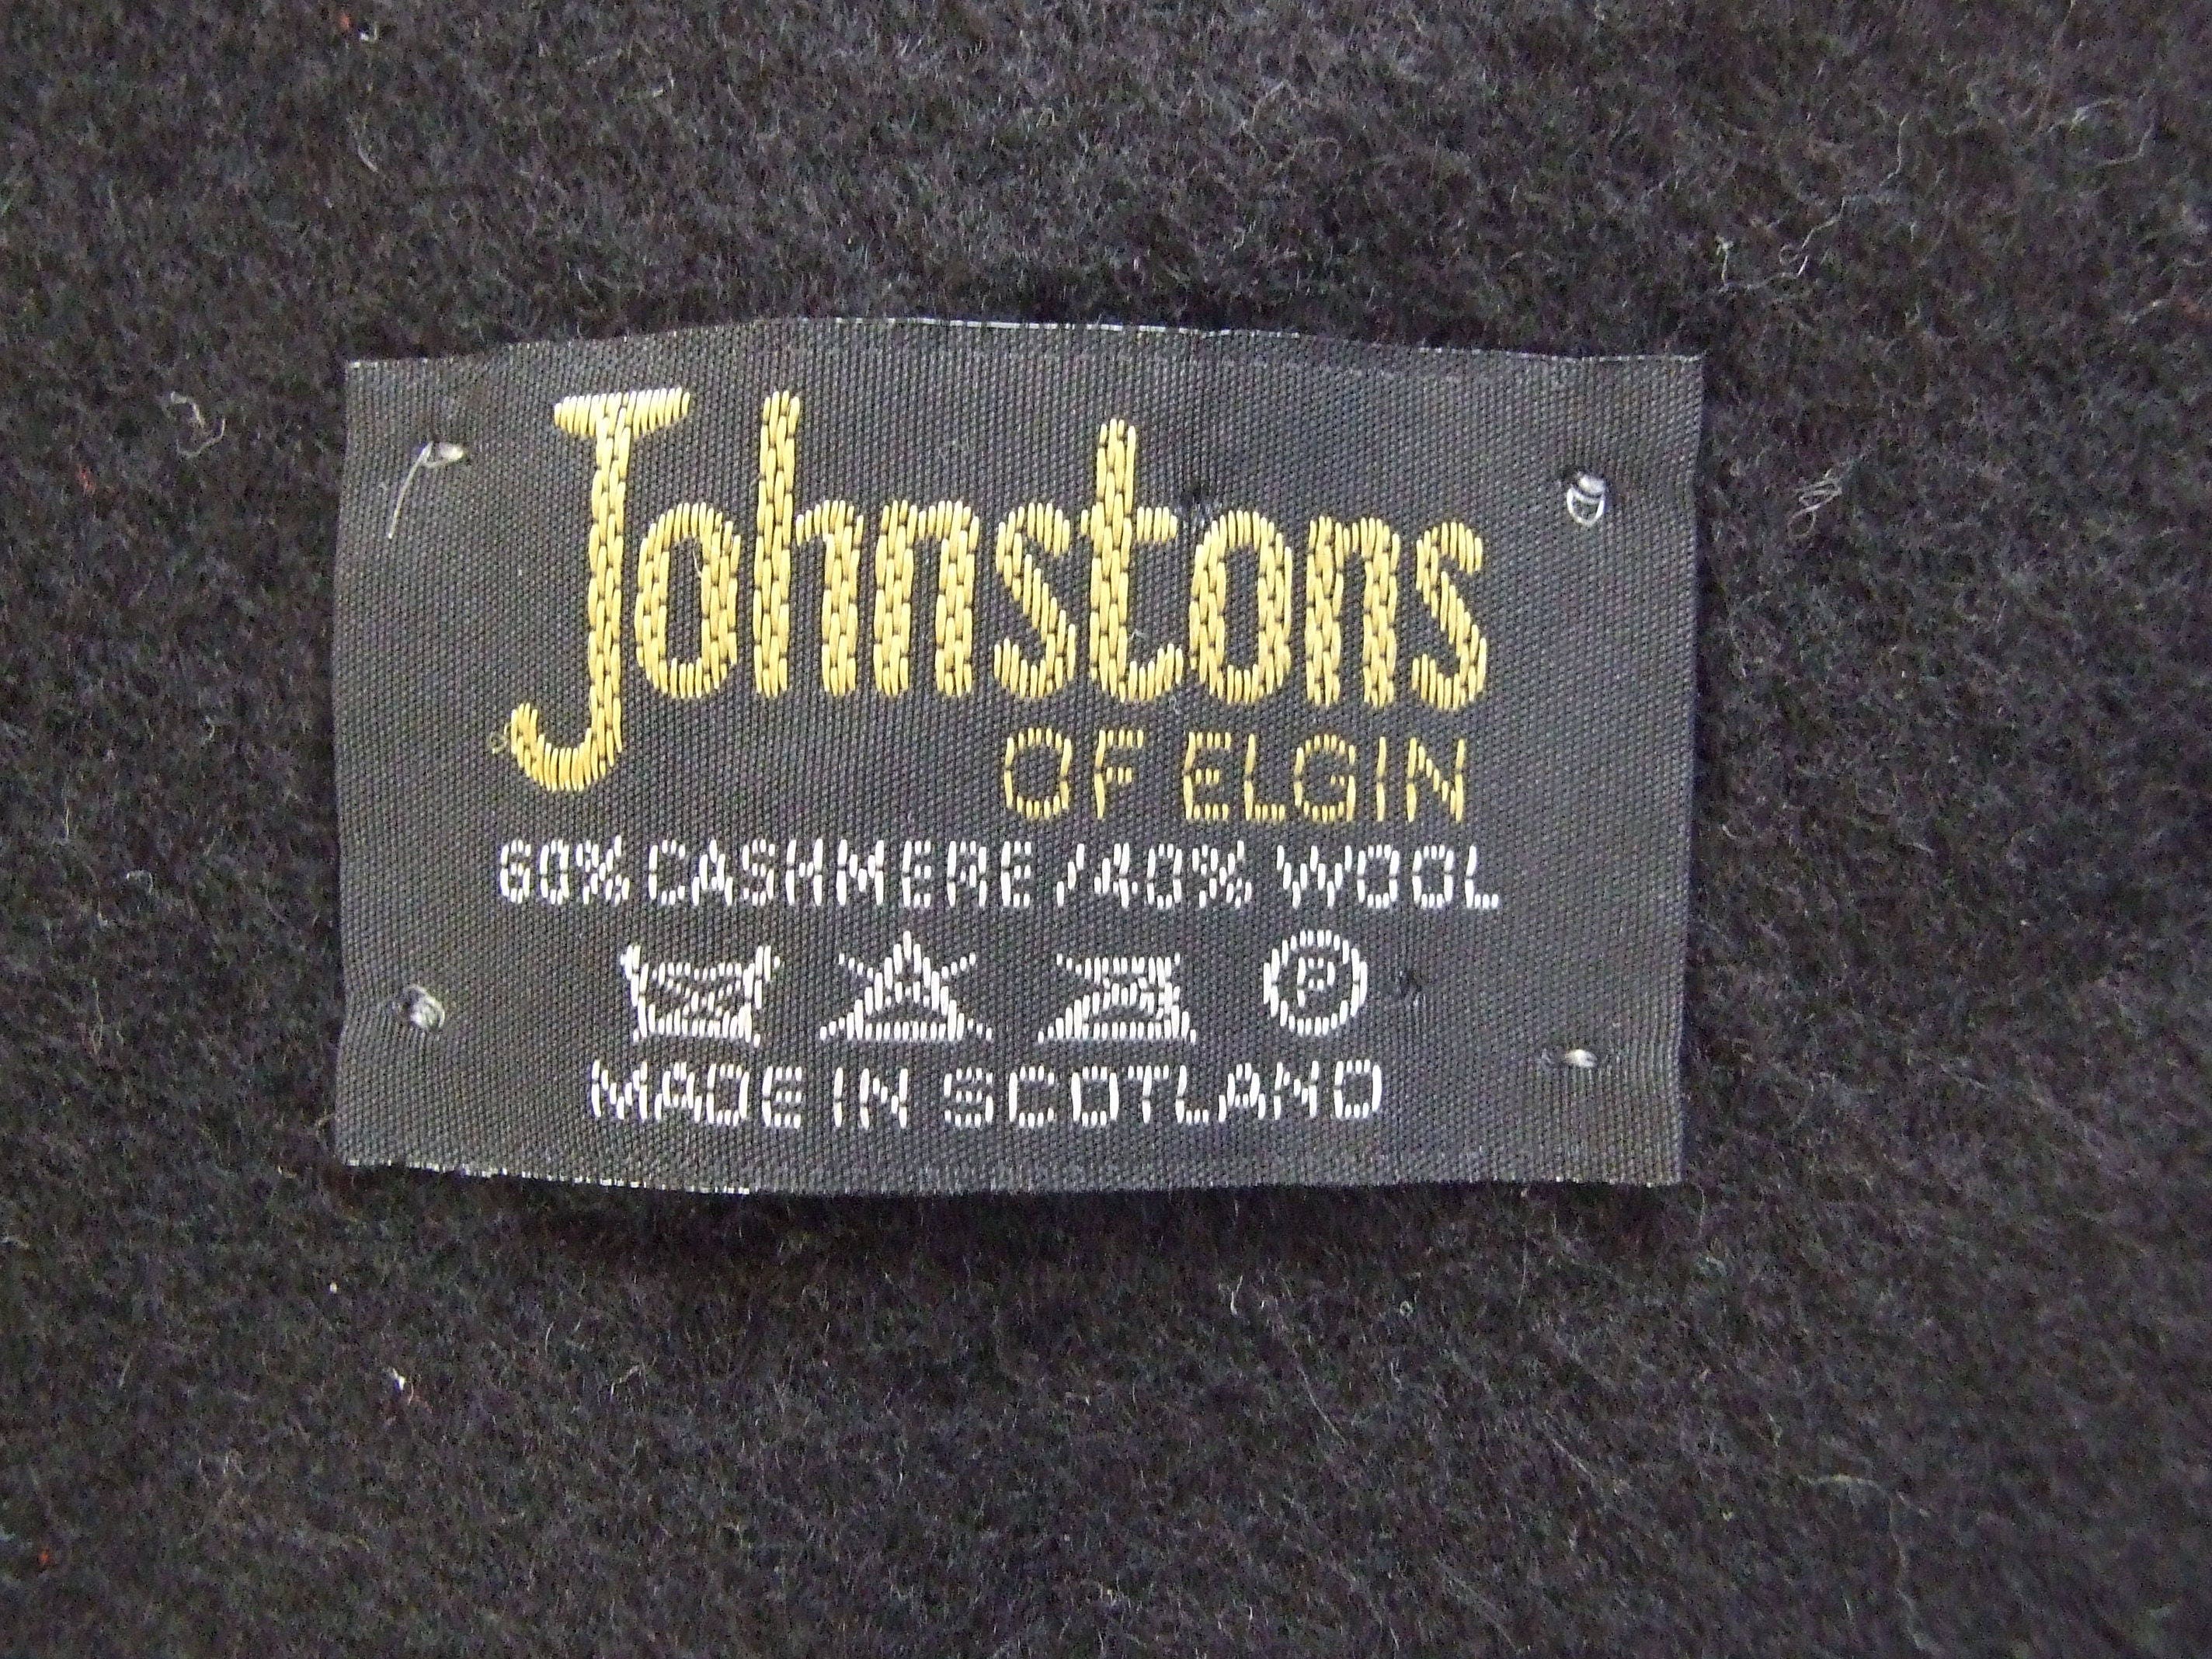 Johnstons
OF ELGIN
60% CASHMERE / 40% WOOL
P
MADE IN SCOTLAND